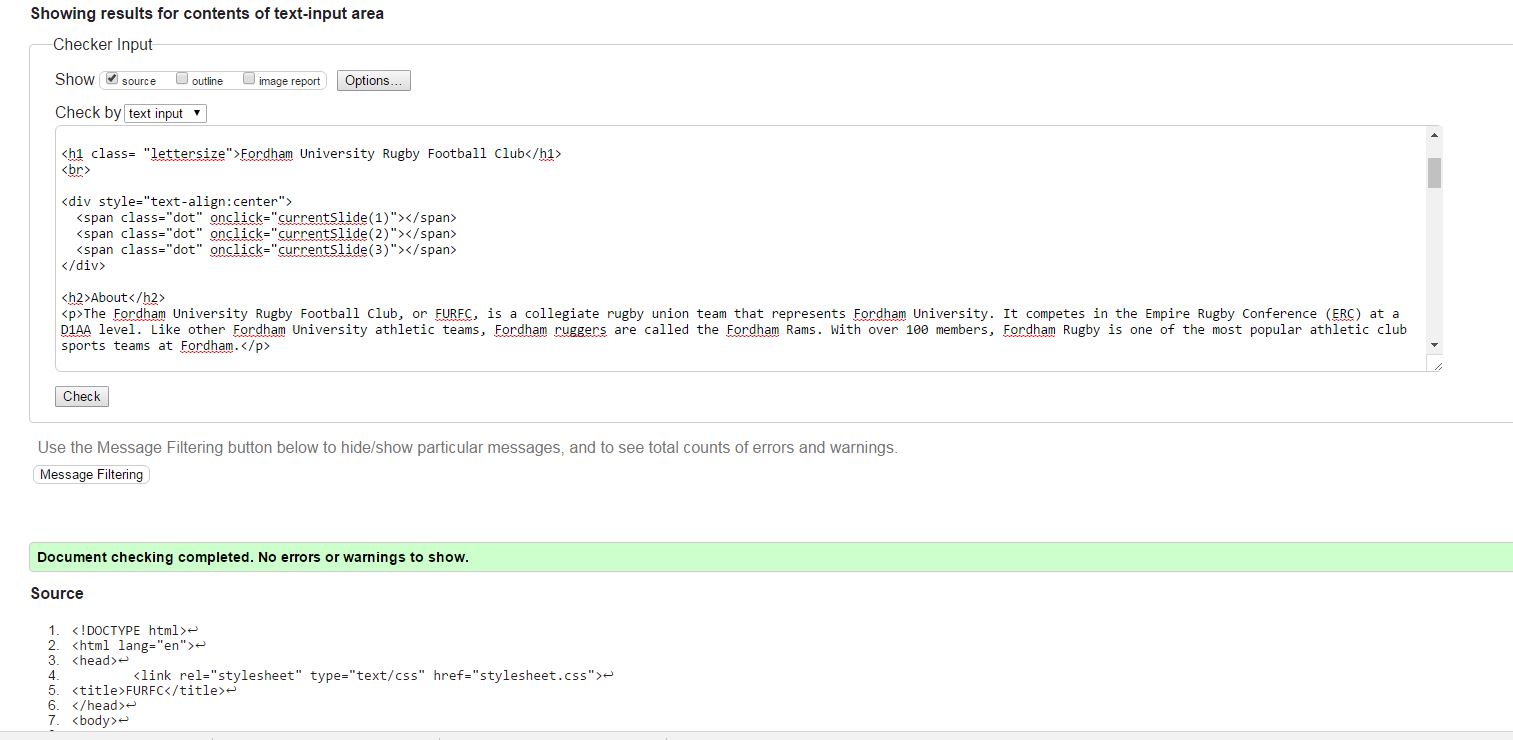 Showing results for contents of text-input area
Checker Input
Show source outline image report Options...
Check by text input
<h1 class= "lettersize">Fordham University Rugby Football Club</h1>
<br>
<div style="text-align:center">
<span class="dot" onclick="currentSlide(1)"></span>
<span class="dot" onclick="currentSlide(2)"></span>
<span class="dot" onclick="currentSlide(3)"></span>
</div>
<h2>About</h2>
<p>The Fordham University Rugby Football Club, or FURFC, is a collegiate rugby union team that represents Fordham University. It competes in the Empire Rugby Conference (ERC) at a
D1AA level. Like other Fordham University athletic teams, Fordham ruggers are called the Fordham Rams. With over 100 members, Fordham Rugby is one of the most popular athletic club
sports teams at Fordham.</p>
Check
Use the Message Filtering button below to hide/show particular messages, and to see total counts of errors and warnings.
Message Filtering
Document checking completed. No errors or warnings to show.
Source
1. <!DOCTYPE html>↩
2. <html lang="en">↩
3. <head>↩
4. <link rel="stylesheet" type="text/css" href="stylesheet.css">↩
5. <title>FURFC</title>↩
6. </head>↩
7. <body>↩